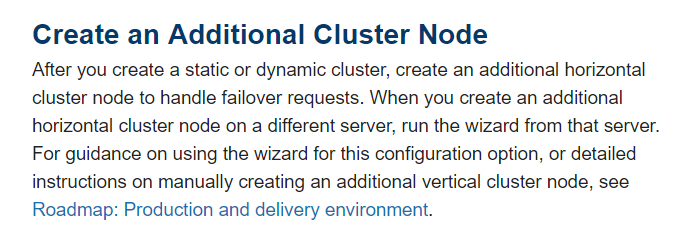 Create an Additional Cluster Node
After you create a static or dynamic cluster, create an additional horizontal
cluster node to handle failover requests. When you create an additional
horizontal cluster node on a different server, run the wizard from that server.
For guidance on using the wizard for this configuration option, or detailed
instructions on manually creating an additional vertical cluster node, see
Roadmap: Production and delivery environment.